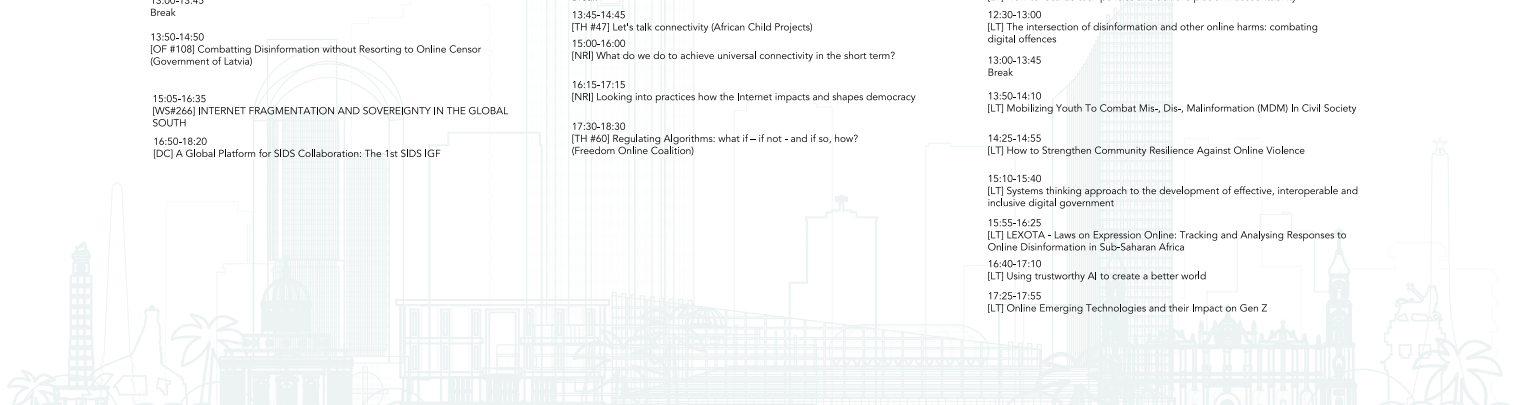 13:00-13:45
Break
13:50-14:50
[OF #108] Combatting Disinformation without Resorting to Online Censor
(Government of Latvia)
15:05-16:35
[WS#266] INTERNET FRAGMENTATION AND SOVEREIGNTY IN THE GLOBAL
SOUTH
16:50-18:20
[DC] A Global Platform for SIDS Collaboration: The 1st SIDS IGF
13:45-14:45
[TH #47] Let's talk connectivity (African Child Projects)
15:00-16:00
[NRI] What do we do to achieve universal connectivity in the short term?
16:15-17:15
[NRI] Looking into practices how the Internet impacts and shapes democracy
17:30-18:30
[TH #60] Regulating Algorithms: what if – if not - and if so, how?
(Freedom Online Coalition)
12:30-13:00
[LT] The intersection of disinformation and other online harms: combating
digital offences
13:00-13:45
Break
13:50-14:10
[LT] Mobilizing Youth To Combat Mis-, Dis-, Malinformation (MDM) In Civil Society
14:25-14:55
[LT] How to Strengthen Community Resilience Against Online Violence
15:10-15:40
[LT] Systems thinking approach to the development of effective, interoperable and
inclusive digital government
15:55-16:25
[LT] LEXOTA - Laws on Expression Online: Tracking and Analysing Responses to
Online Disinformation in Sub-Saharan Africa
16:40-17:10
[LT] Using trustworthy AI to create a better world
17:25-17:55
[LT] Online Emerging Technologies and their Impact on Gen Z